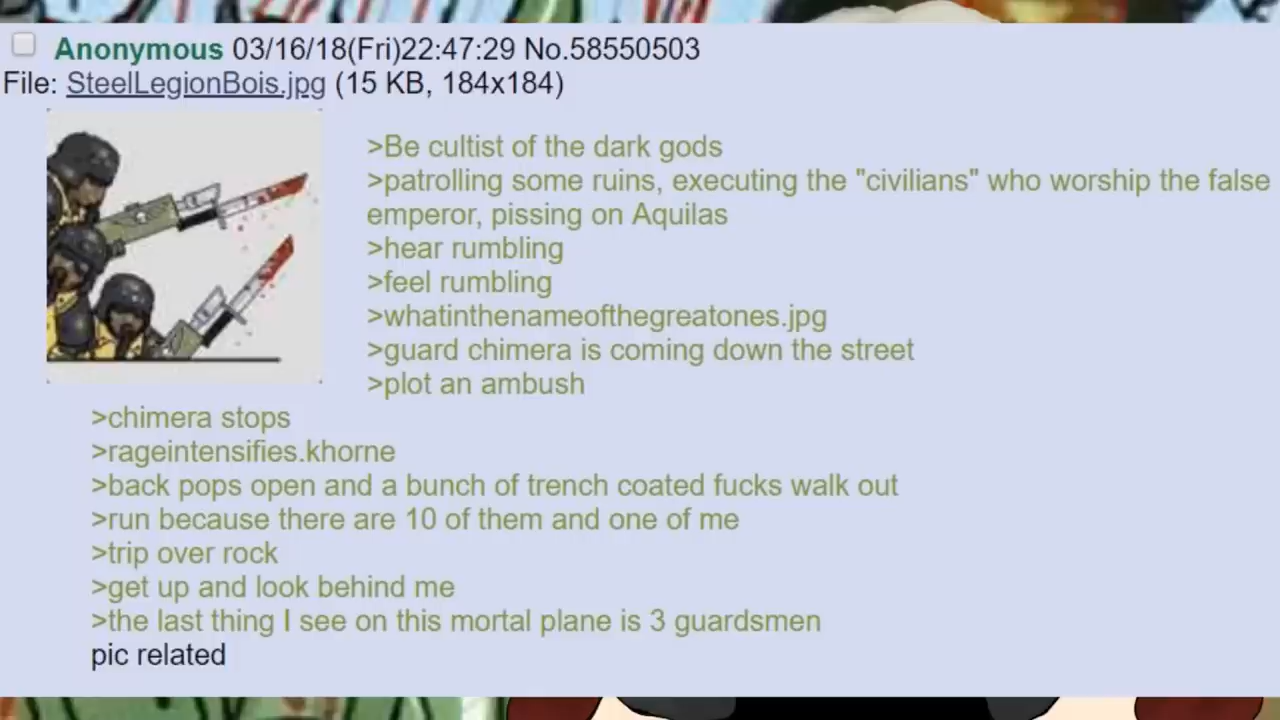 Anonymous 03/16/18(Fri)22:47:29 No.58550503
File: SteelLegionBois.jpg (15 KB, 184x184)
>Be cultist of the dark gods
>patrolling some ruins, executing the "civilians" who worship the false
emperor, pissing on Aquilas
>hear rumbling
>feel rumbling
>whatinthenameofthegreatones.jpg
>guard chimera is coming down the street
>plot an ambush
>chimera stops
>rageintensifies.khorne
>back pops open and a bunch of trench coated fucks walk out
>run because there are 10 of them and one of me
>trip over rock
>get up and look behind me
>the last thing I see on this mortal plane is 3 guardsmen
pic related